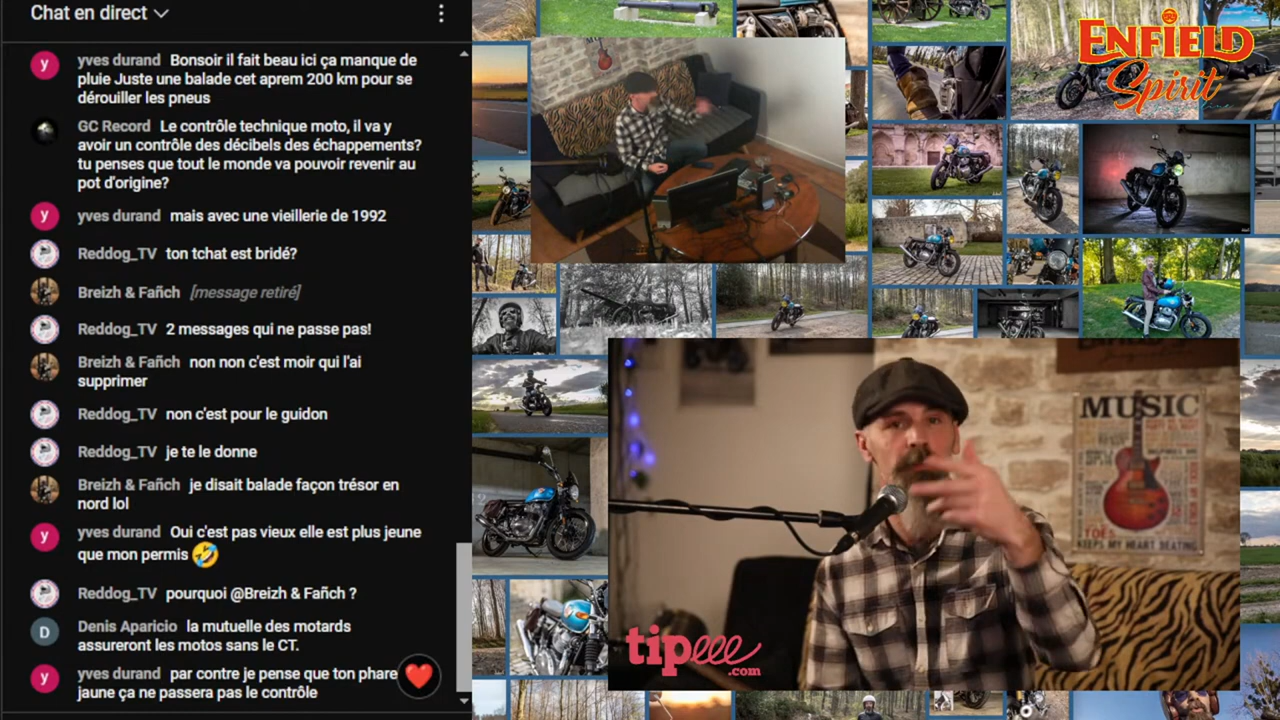 Chat en direct
yves durand Bonsoir il fait beau ici ça manque de
pluie Juste une balade cet aprem 200 km pour se
dérouiller les pneus
GC Record Le contrôle technique moto, il va y
avoir un contrôle des décibels des échappements?
tu penses que tout le monde va pouvoir revenir au
pot d'origine?
y
yves durand mais avec une vieillerie de 1992
Reddog_TV ton tchat est bridé?
Breizh & Fañch [message retiré]
Reddog_TV 2 messages qui ne passe pas!
Breizh & Fañch non non c'est moir qui l'ai
supprimer
Reddog_TV non c'est pour le guidon
Reddog_TV je te le donne
Breizh & Fañch je disait balade façon trésor en
nord lol
yves durand Oui c'est pas vieux elle est plus jeune
que mon permis 🤣
Reddog_TV pourquoi @Breizh & Fañch ?
D
Denis Aparicio la mutuelle des motards
assureront les motos sans le CT.
yves durand par contre je pense que ton phare
jaune ça ne passera pas le contrôle
ENFIELD
Spirit
MUSIC
KEEPS MY HEART BEATING
tipeee
.com